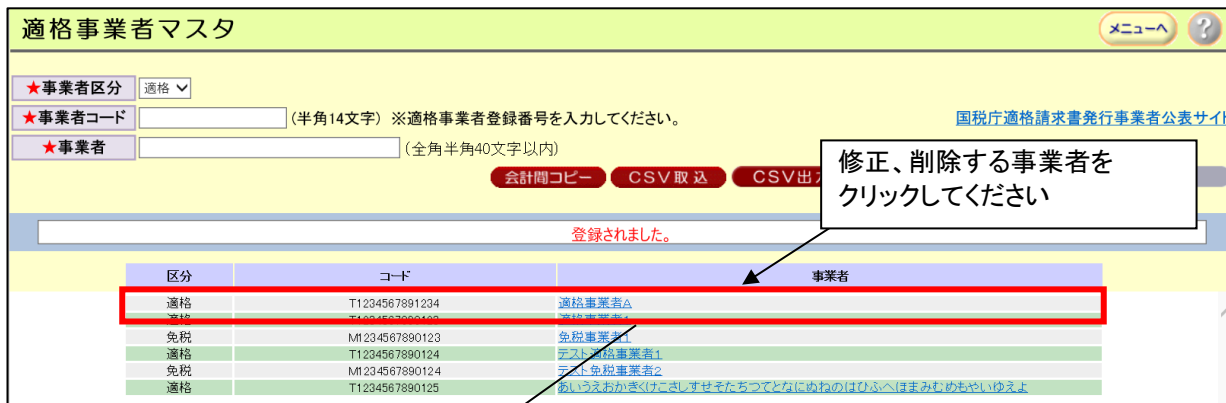 適格事業者マスタ
メニューへ
?
★事業者区分 適格
★事業者コード (半角14文字) ※適格事業者登録番号を入力してください。 国税庁適格請求書発行事業者公表サイト
★事業者 (全角半角40文字以内)
会計間コピー CSV取込 CSV出
修正、削除する事業者を
クリックしてください
登録されました。
区分 コード 事業者
適格 T1234567891234 適格事業者A
適格 T1234567890123 適格事業者1
免税 M1234567890123 免税事業者1
適格 T1234567890124 テスト適格事業者1
免税 M1234567890124 テスト免税事業者2
適格 T1234567890125 あいうえおかきくけこさしすせそたちつてとなにぬねのはひふへほまみむめもやいゆえよ